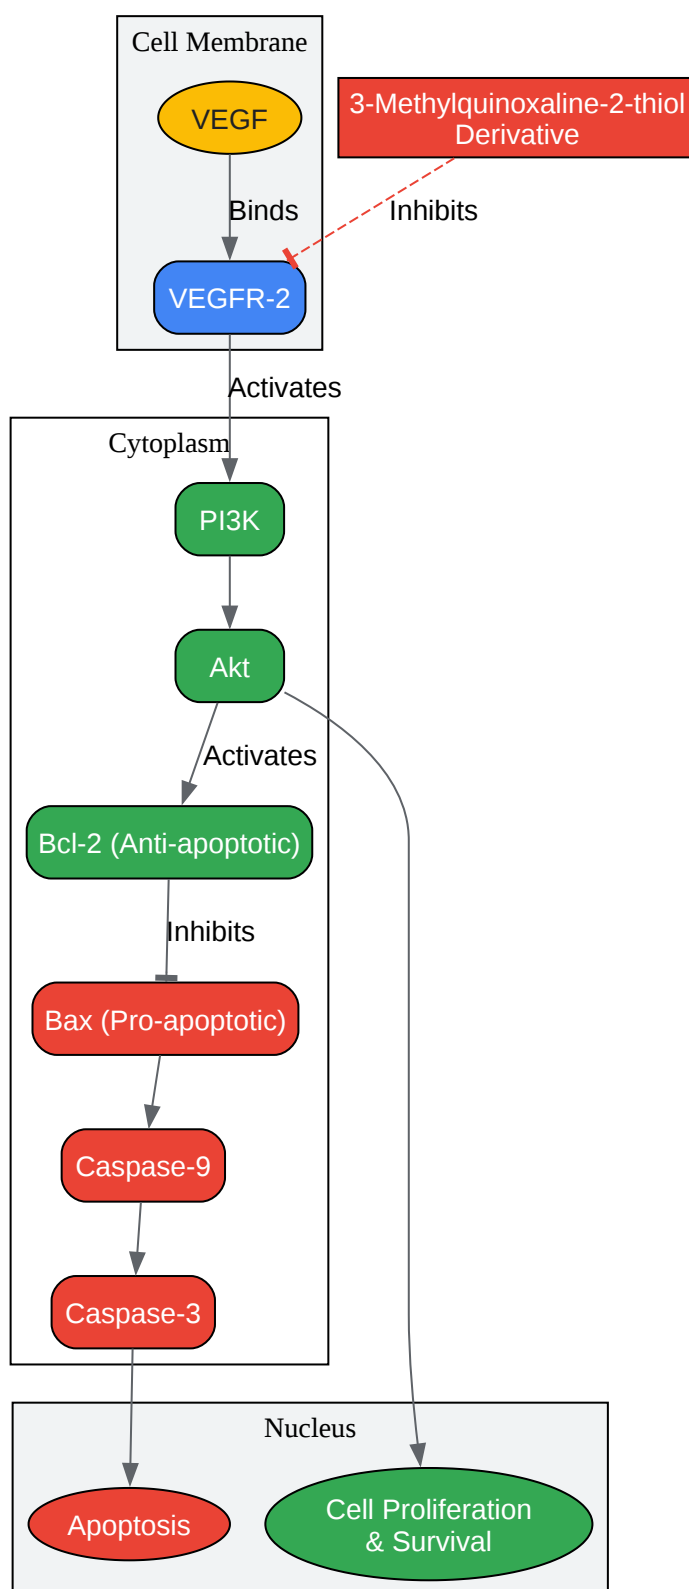 Cell Membrane
VEGF
3-Methylquinoxaline-2-thiol
Derivative
Binds
Inhibits
VEGFR-2
Activates
Cytoplasm
PI3K
Akt
Activates
Bcl-2 (Anti-apoptotic)
Inhibits
Bax (Pro-apoptotic)
Caspase-9
Caspase-3
Nucleus
Apoptosis
Cell Proliferation
& Survival